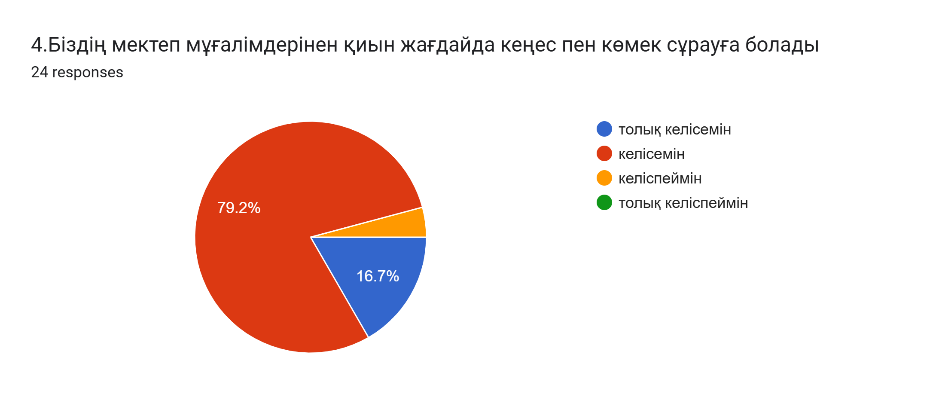 4.Біздің мектеп мұғалімдерінен қиын жағдайда кеңес пен көмек сұрауға болады
24 responses
толық келісемін
келісемін
келіспеймін
толық келіспеймін
79.2%
16.7%